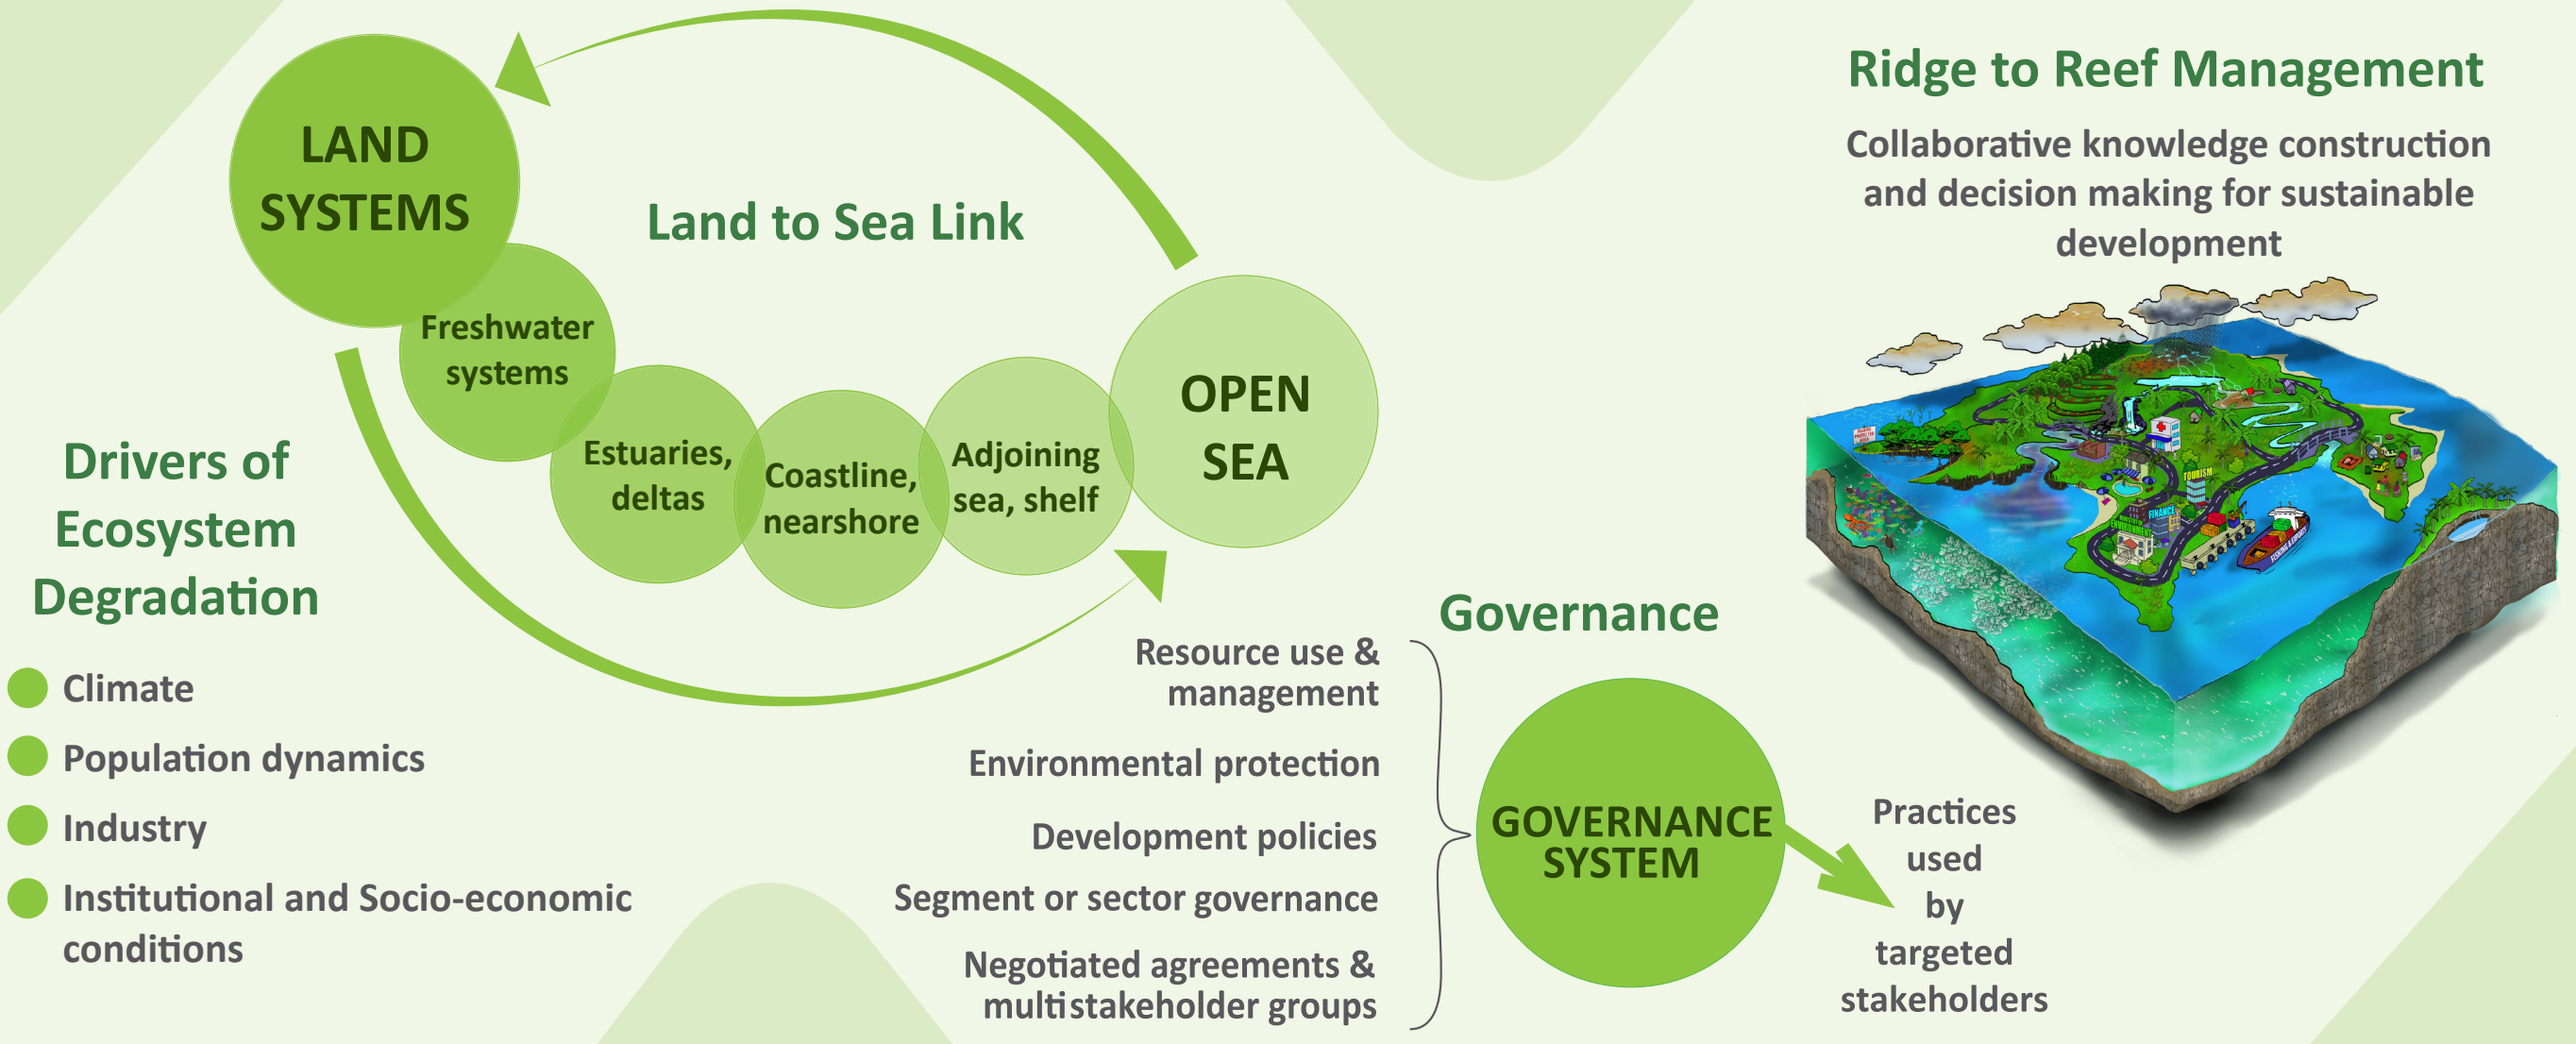 LAND
SYSTEMS
Land to Sea Link
Freshwater
systems
Estuaries,
deltas
Coastline,
nearshore
Adjoining
sea, shelf
OPEN
SEA
Drivers of
Ecosystem
Degradation
Climate
Population dynamics
Industry
Institutional and Socio-economic
conditions
Governance
Resource use &
management
Environmental protection
Development policies
Segment or sector governance
Negotiated agreements &
multistakeholder groups
GOVERNANCE
SYSTEM
Practices
used
by
targeted
stakeholders
Ridge to Reef Management
Collaborative knowledge construction
and decision making for sustainable
development
TOURISM
FINANCE
ENVIRONMENT